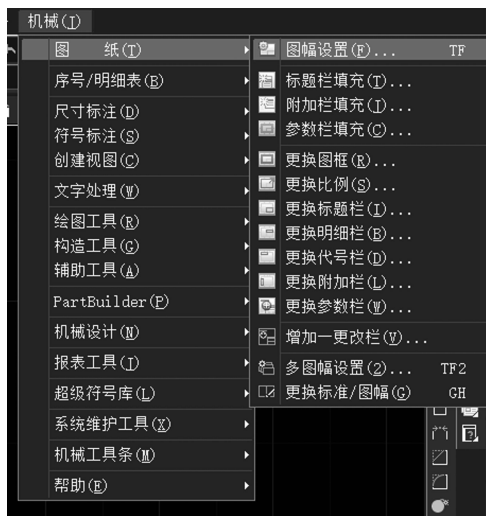 机械(I)
图 纸(T)
序号/明细表(B)
尺寸标注(D)
符号标注(S)
创建视图(C)
文字处理(W)
绘图工具(R)
构造工具(G)
辅助工具(A)
PartBuilder(P)
机械设计(N)
报表工具(J)
超级符号库(L)
系统维护工具(X)
机械工具条(M)
帮助(E)
图幅设置(F)... TF
标题栏填充(T)...
附加栏填充(I)...
参数栏填充(C)...
更换图框(R)...
更换比例(S)...
更换标题栏(I)...
更换明细栏(B)...
更换代号栏(D)...
更换附加栏(L)...
更换参数栏(W)...
增加一更改栏(V)...
多图幅设置(2)... TF2
更换标准/图幅(G) GH